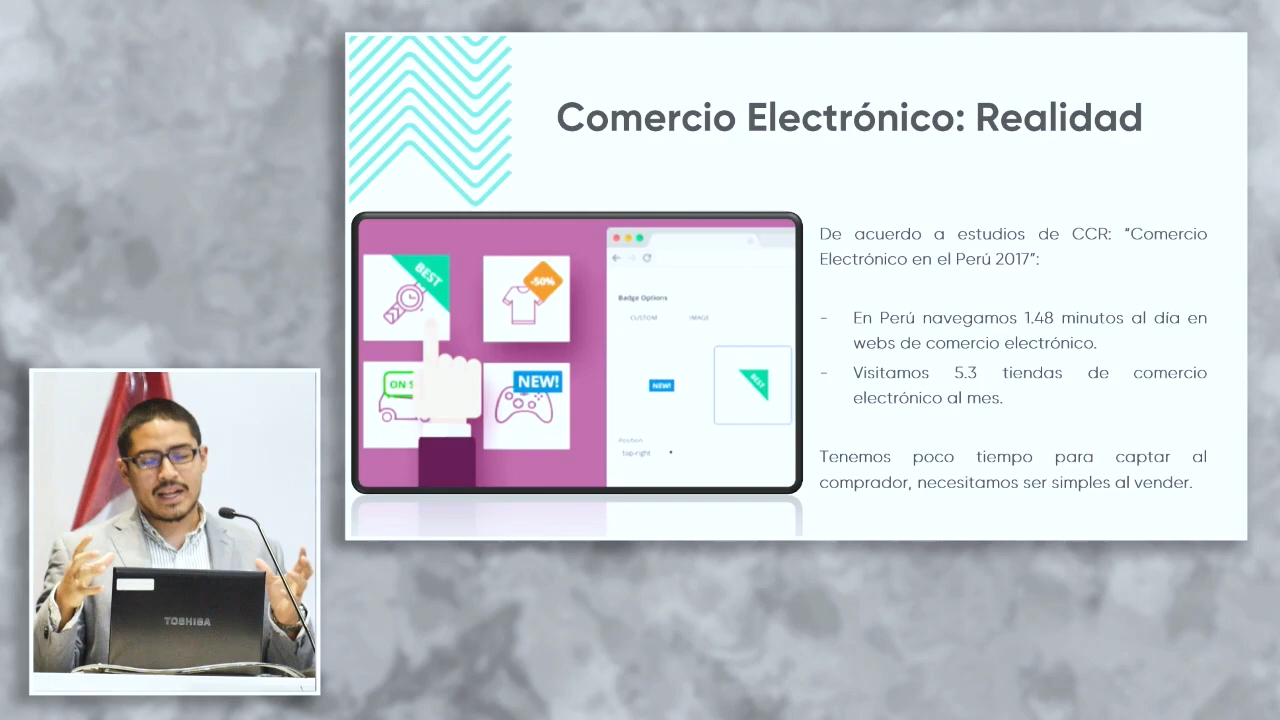 Comercio Electrónico: Realidad
BEST
-50%
NEW!
Badge Options
CUSTOM IMAGE
NEW!
BEST
Position
top-right
De acuerdo a estudios de CCR: "Comercio
Electrónico en el Perú 2017":
- En Perú navegamos 1.48 minutos al día en
webs de comercio electrónico.
- Visitamos 5.3 tiendas de comercio
electrónico al mes.
Tenemos poco tiempo para captar al
comprador, necesitamos ser simples al vender.
TOSHIBA